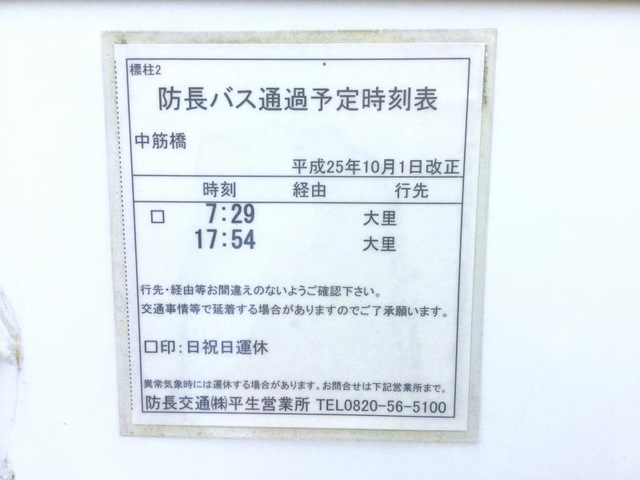 標柱2
防長バス通過予定時刻表
中筋橋
平成25年10月1日改正
時刻 経由 行先
□ 7:29 大里
17:54 大里
行先・経由等お間違えのないようご確認下さい。
交通事情等で延着する場合がありますのでご了承願います。
□印:日祝日運休
異常気象時には運休する場合があります。お問合せは下記営業所まで。
防長交通㈱平生営業所 TEL0820-56-5100